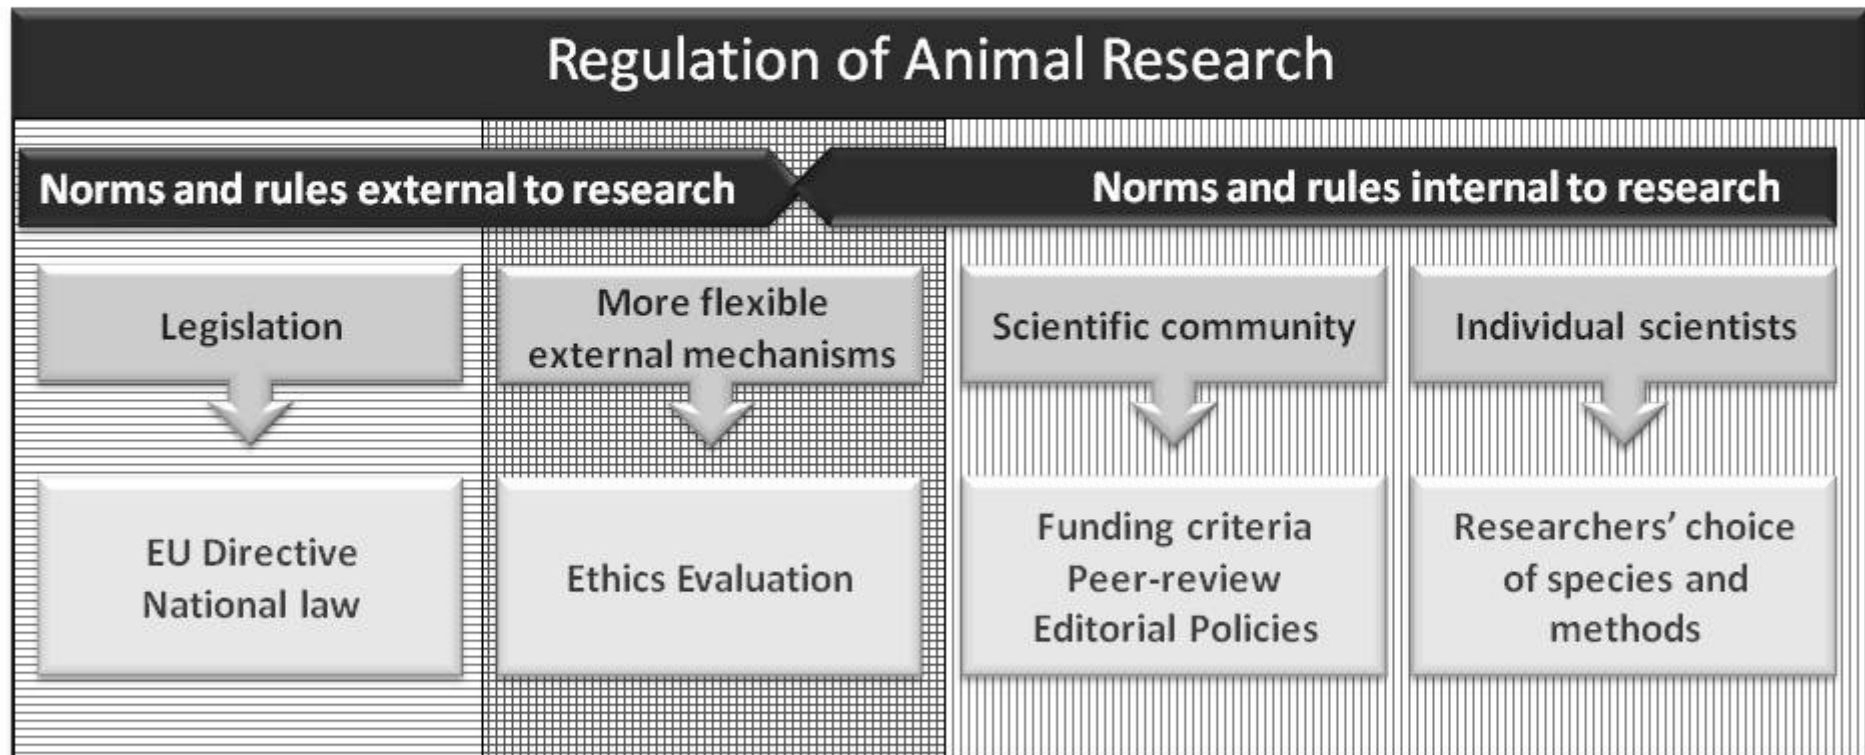 Regulation of Animal Research
Norms and rules external to research
Norms and rules internal to research
Legislation
More flexible
external mechanisms
Scientific community
Individual scientists
EU Directive
National law
Ethics Evaluation
Funding criteria
Peer-review
Editorial Policies
Researchers’ choice
of species and
methods